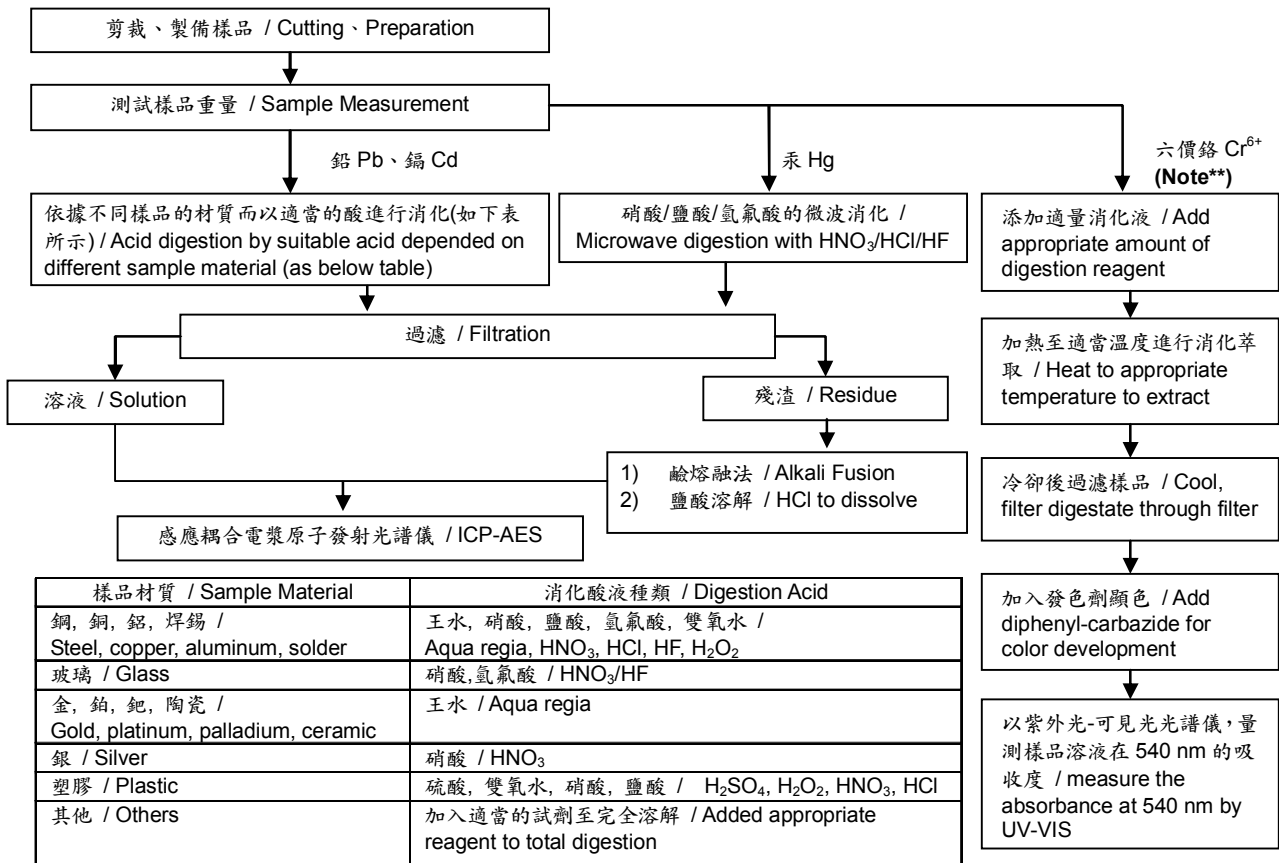 剪裁、製備樣品 / Cutting、Preparation
測試樣品重量 / Sample Measurement
鉛 Pb、鎘 Cd
汞 Hg
六價鉻 Cr⁶⁺
(Note**)
依據不同樣品的材質而以適當的酸進行消化(如下表
所示) / Acid digestion by suitable acid depended on
different sample material (as below table)
硝酸/鹽酸/氫氟酸的微波消化 /
Microwave digestion with HNO₃/HCl/HF
添加適量消化液 / Add
appropriate amount of
digestion reagent
過濾 / Filtration
加熱至適當溫度進行消化萃
取 / Heat to appropriate
temperature to extract
溶液 / Solution
殘渣 / Residue
1) 鹼熔融法 / Alkali Fusion
2) 鹽酸溶解 / HCl to dissolve
冷卻後過濾樣品 / Cool,
filter digestate through filter
感應耦合電漿原子發射光譜儀 / ICP-AES
加入發色劑顯色 / Add
diphenyl-carbazide for
color development
以紫外光-可見光光譜儀,量
測樣品溶液在 540 nm 的吸
收度 / measure the
absorbance at 540 nm by
UV-VIS
樣品材質 / Sample Material
消化酸液種類 / Digestion Acid
鋼, 銅, 鋁, 焊錫 /
Steel, copper, aluminum, solder
王水, 硝酸, 鹽酸, 氫氟酸, 雙氧水 /
Aqua regia, HNO₃, HCl, HF, H₂O₂
玻璃 / Glass
硝酸,氫氟酸 / HNO₃/HF
金, 鉑, 鈀, 陶瓷 /
Gold, platinum, palladium, ceramic
王水 / Aqua regia
銀 / Silver
硝酸 / HNO₃
塑膠 / Plastic
硫酸, 雙氧水, 硝酸, 鹽酸 / H₂SO₄, H₂O₂, HNO₃, HCl
其他 / Others
加入適當的試劑至完全溶解 / Added appropriate
reagent to total digestion